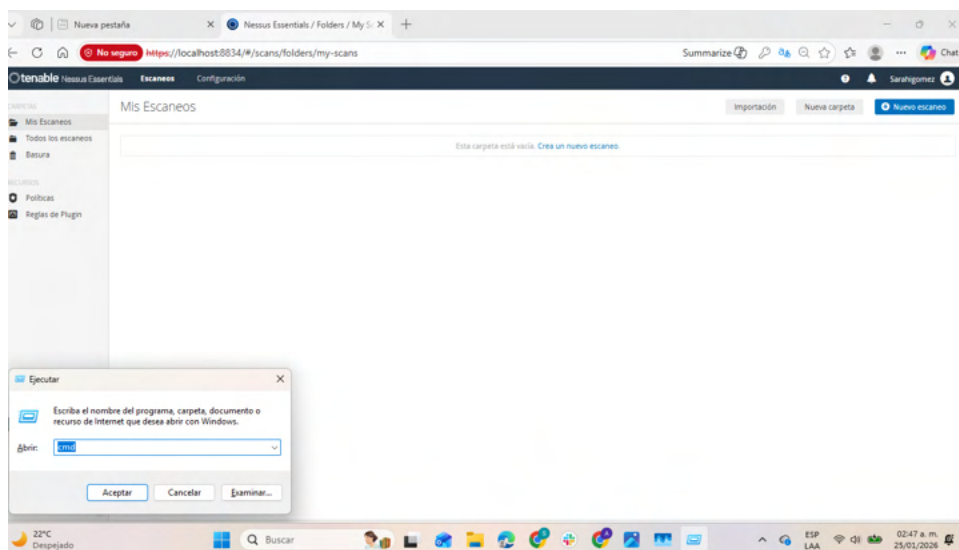 Nueva pestaña
Nessus Essentials / Folders / My Sc
No seguro https://localhost:8834/#/scans/folders/my-scans
Summarize
Chat
tenable Nessus Essentials Escaneos Configuración
Sarahigomez
CARPETAS
Mis Escaneos
Todos los escaneos
Basura
RECURSOS
Políticas
Reglas de Plugin
Mis Escaneos
Importación
Nueva carpeta
Nuevo escaneo
Esta carpeta está vacía. Crea un nuevo escaneo.
Ejecutar
Escriba el nombre del programa, carpeta, documento o
recurso de Internet que desea abrir con Windows.
Abrir: cmd
Aceptar Cancelar Examinar...
22°C
Despejado
Buscar
ESP
LAA
02:47 a. m.
25/01/2026